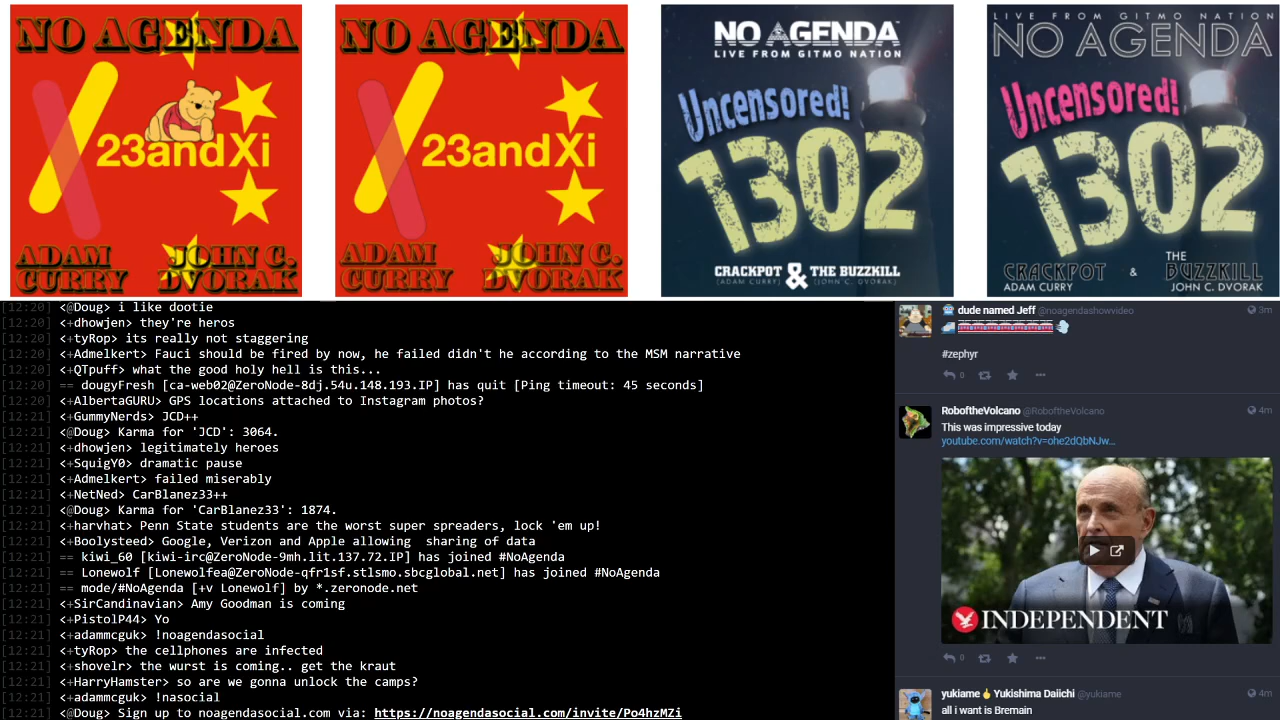 NO AGENDA
23andXi
ADAM CURRY
JOHN C. DVORAK
NO AGENDA
23andXi
ADAM CURRY
JOHN C. DVORAK
NO AGENDA
LIVE FROM GITMO NATION
Uncensored!
1302
CRACKPOT & THE BUZZKILL
[ADAM CURRY] [JOHN C. DVORAK]
LIVE FROM GITMO NATION
NO AGENDA
Uncensored!
1302
THE
CRACKPOT & BUZZKILL
ADAM CURRY JOHN C. DVORAK
[12:20] <@Doug> i like dootie
[12:20] <+dhowjen> they're heros
[12:20] <+tyRop> its really not staggering
[12:20] <+Admelkert> Fauci should be fired by now, he failed didn't he according to the MSM narrative
[12:20] <+QTpuff> what the good holy hell is this...
[12:20] == dougyFresh [ca-web02@ZeroNode-8dj.54u.148.193.IP] has quit [Ping timeout: 45 seconds]
[12:21] <+AlbertaGURU> GPS locations attached to Instagram photos?
[12:21] <+GummyNerds> JCD++
[12:21] <@Doug> Karma for 'JCD': 3064.
[12:21] <+dhowjen> legitimately heroes
[12:21] <+SquigY0> dramatic pause
[12:21] <+Admelkert> failed miserably
[12:21] <+NetNed> CarBlanez33++
[12:21] <@Doug> Karma for 'CarBlanez33': 1874.
[12:21] <+harvhat> Penn State students are the worst super spreaders, lock 'em up!
[12:21] <+Boolysteed> Google, Verizon and Apple allowing  sharing of data
[12:21] == kiwi_60 [kiwi-irc@ZeroNode-9mh.lit.137.72.IP] has joined #NoAgenda
[12:21] == Lonewolf [Lonewolfea@ZeroNode-qfr1sf.stlsmo.sbcglobal.net] has joined #NoAgenda
[12:21] == mode/#NoAgenda [+v Lonewolf] by *.zeronode.net
[12:21] <+SirCandinavian> Amy Goodman is coming
[12:21] <+PistolP44> Yo
[12:21] <+adammcguk> !noagendasocial
[12:21] <+tyRop> the cellphones are infected
[12:21] <+shovelr> the wurst is coming.. get the kraut
[12:21] <+HarryHamster> so are we gonna unlock the camps?
[12:21] <+adammcguk> !nasocial
[12:21] <@Doug> Sign up to noagendasocial.com via: https://noagendasocial.com/invite/Po4hzMZi
dude named Jeff @noagendashowvideo 3m
#zephyr
0
RoboftheVolcano @RoboftheVolcano 4m
This was impressive today
youtube.com/watch?v=ohe2dQbNJw...
INDEPENDENT
0
yukiame Yukishima Daiichi @yukiame 4m
all i want is Bremain